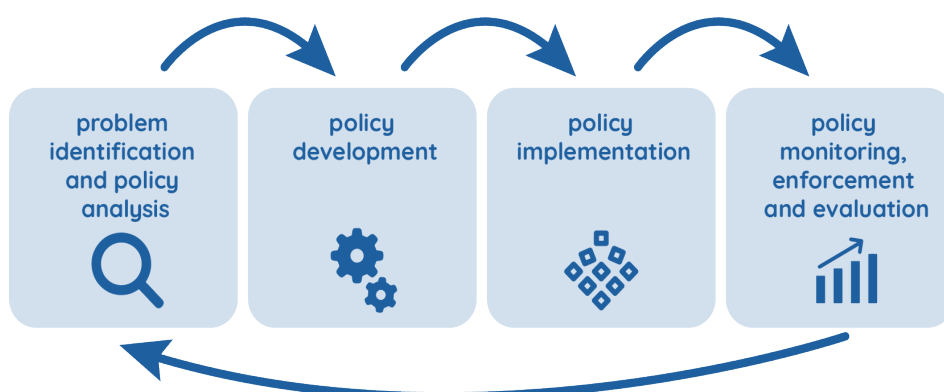 problem
identification
and policy
analysis
policy
development
policy
implementation
policy
monitoring,
enforcement
and evaluation